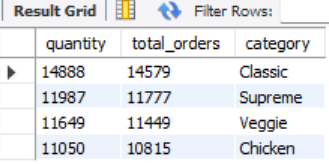 Result Grid Filter Rows:
quantity total_orders category
14888 14579 Classic
11987 11777 Supreme
11649 11449 Veggie
11050 10815 Chicken